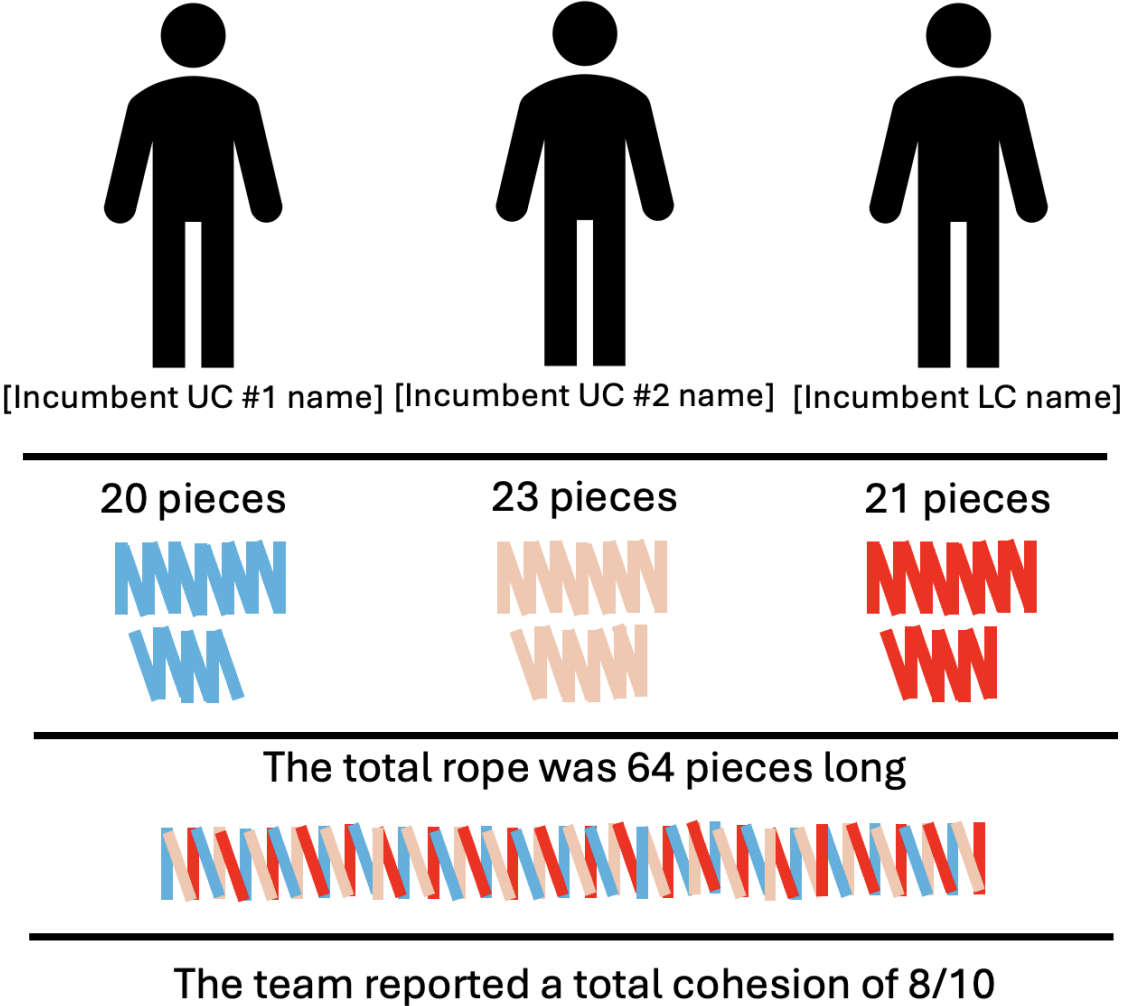 [Incumbent UC #1 name] [Incumbent UC #2 name] [Incumbent LC name]
20 pieces 23 pieces 21 pieces
The total rope was 64 pieces long
The team reported a total cohesion of 8/10